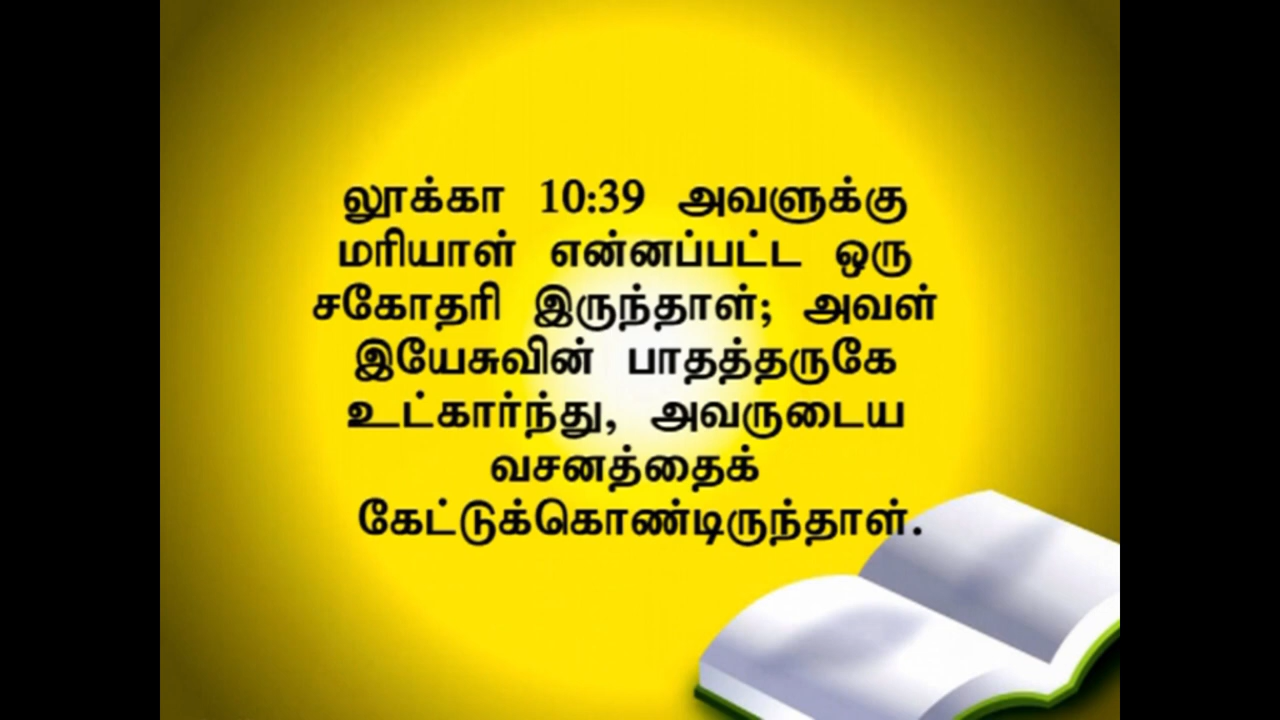 லூக்கா 10:39 அவளுக்கு
மரியாள் என்னப்பட்ட ஒரு
சகோதரி இருந்தாள்; அவள்
இயேசுவின் பாதத்தருகே
உட்கார்ந்து, அவருடைய
வசனத்தைக்
கேட்டுக்கொண்டிருந்தாள்.